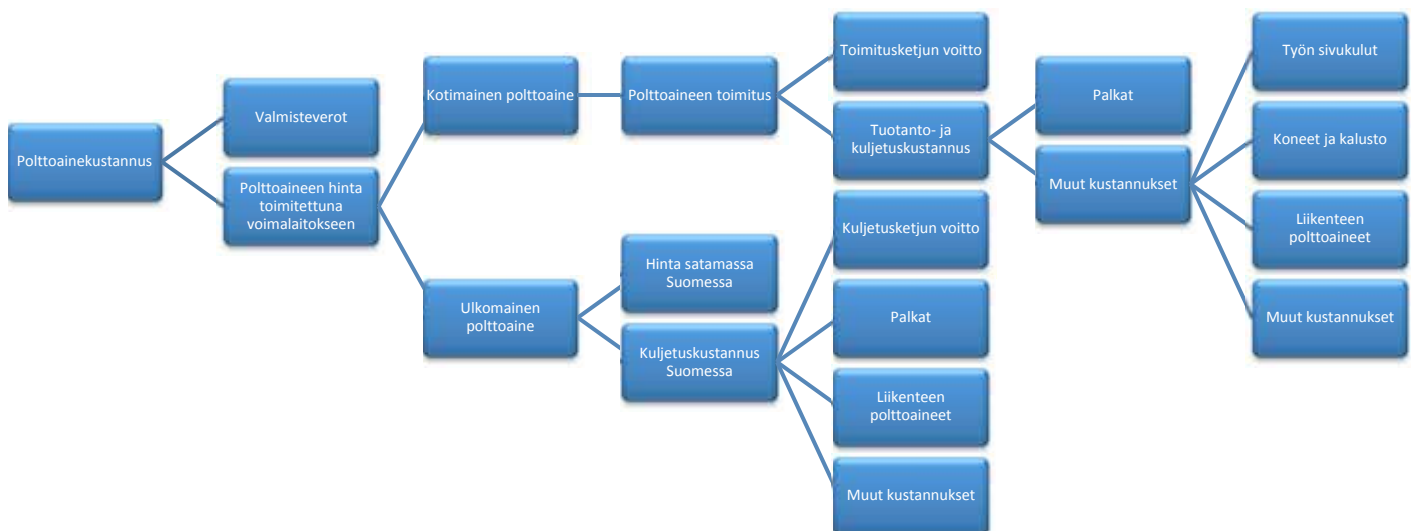 Polttoainekustannus
Valmisteverot
Polttoaineen hinta
toimitettuna
voimalaitokseen
Kotimainen polttoaine
Ulkomainen
polttoaine
Polttoaineen toimitus
Hinta satamassa
Suomessa
Kuljetuskustannus
Suomessa
Toimitusketjun voitto
Tuotanto- ja
kuljetuskustannus
Kuljetusketjun voitto
Palkat
Liikenteen
polttoaineet
Muut kustannukset
Palkat
Muut kustannukset
Työn sivukulut
Koneet ja kalusto
Liikenteen
polttoaineet
Muut kustannukset